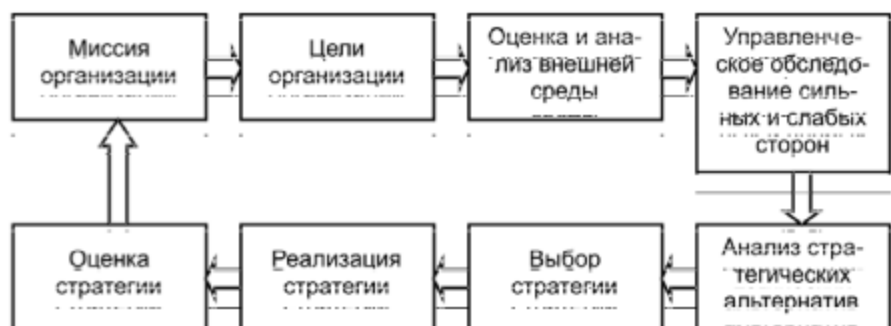 Миссия
организации
Цели
организации
Оценка и ана-
лиз внешней
среды
Управленче-
ское обследо-
вание силь-
ных и слабых
сторон
Оценка
стратегии
Реализация
стратегии
Выбор
стратегии
Анализ стра-
тегических
альтернатив